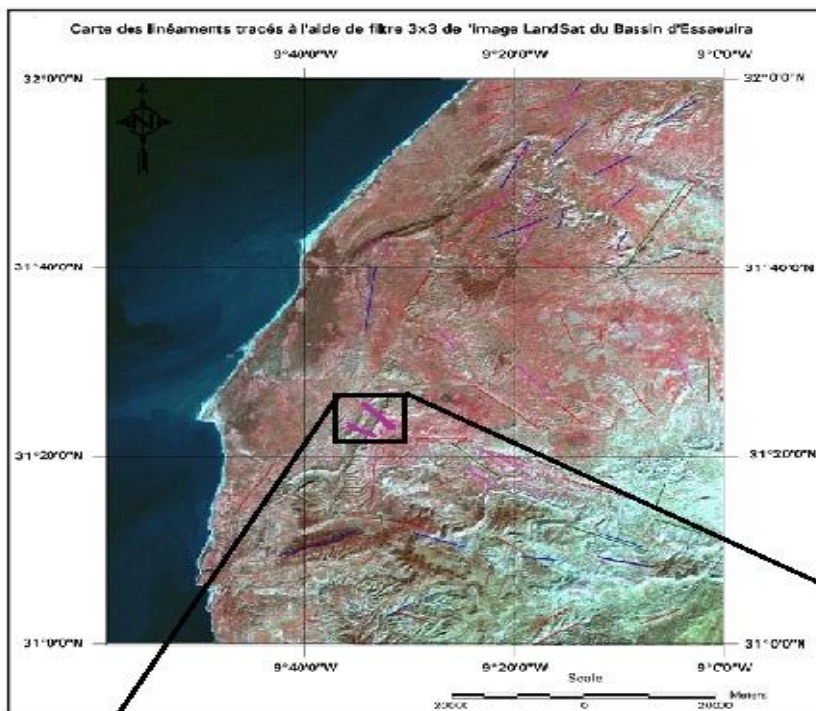 Carte des linéaments tracés à l'aide de filtre 3x3 de 'image LandSat du Bassin d'Essaouira
9°40'0"W 9°20'0"W 9°0'0"W
32°0'0"N 32°0'0"N
N
31°40'0"N 31°40'0"N
31°20'0"N 31°20'0"N
31°0'0"N 31°0'0"N
9°40'0"W 9°20'0"W 9°0'0"W
Scale
Meters
20000 0 20000